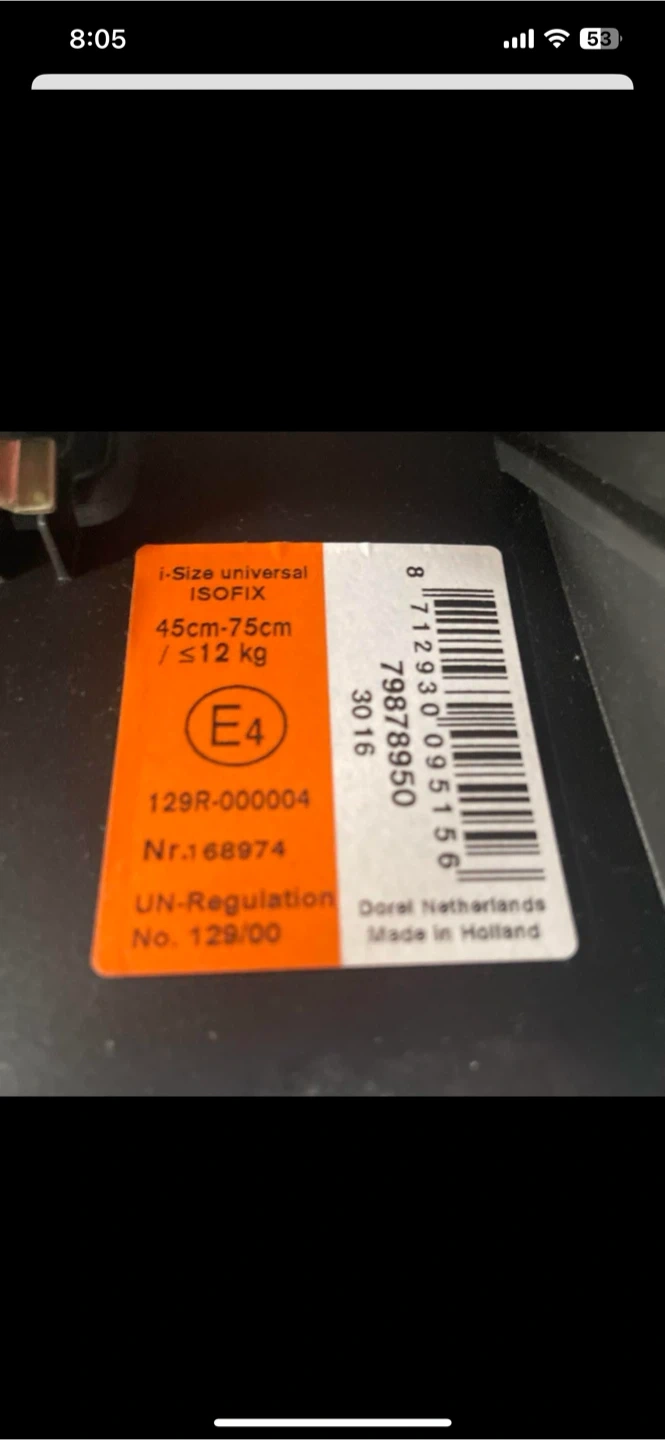 8:05
53
i-Size universal
ISOFIX
45cm-75cm
/ ≤12 kg
E4
129R-000004
Nr.168974
UN-Regulation
No. 129/00
8 712930 095156
79878950
3016
Dorel Netherlands
Made in Holland